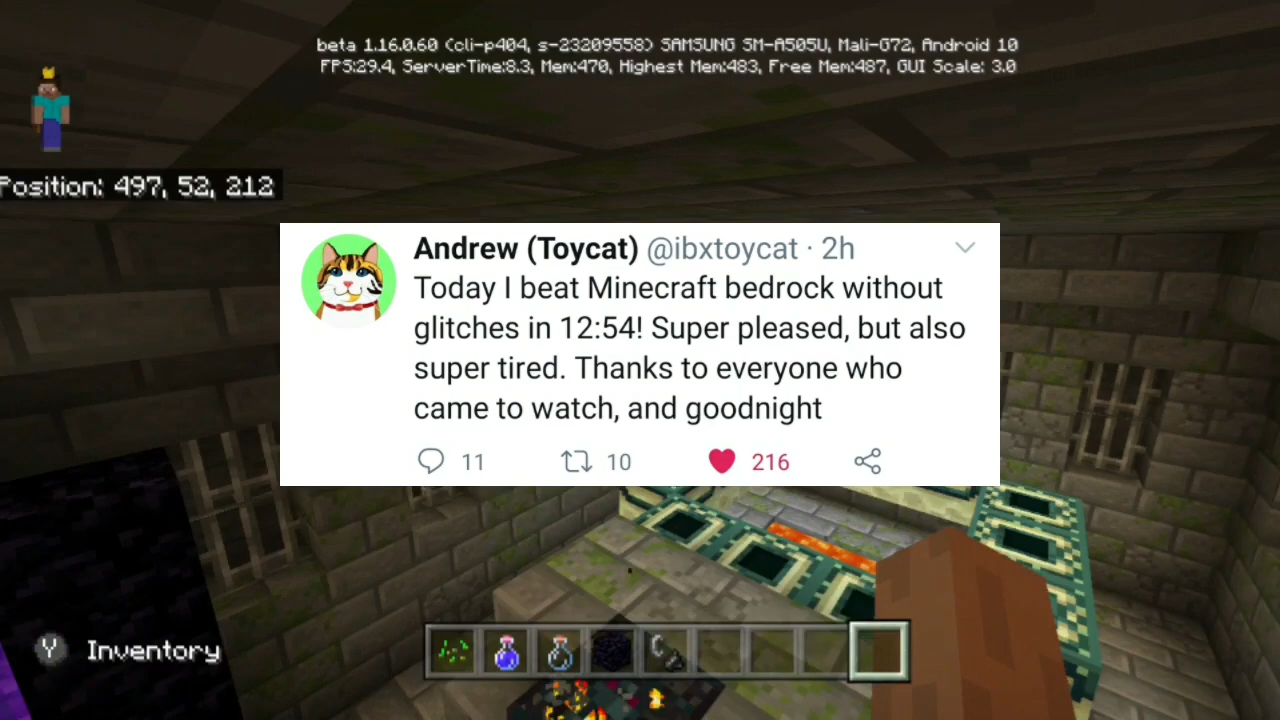 beta 1.16.0.60 (cli-p404, s-23209558) SAMSUNG SM-A505U, Mali-G72, Android 10
FPS:29.4, ServerTime:8.3, Mem:470, Highest Mem:483, Free Mem:487, GUI Scale: 3.0
Position: 497, 52, 212
Andrew (Toycat) @ibxtoycat · 2h
Today I beat Minecraft bedrock without
glitches in 12:54! Super pleased, but also
super tired. Thanks to everyone who
came to watch, and goodnight
11 10 216
Y Inventory